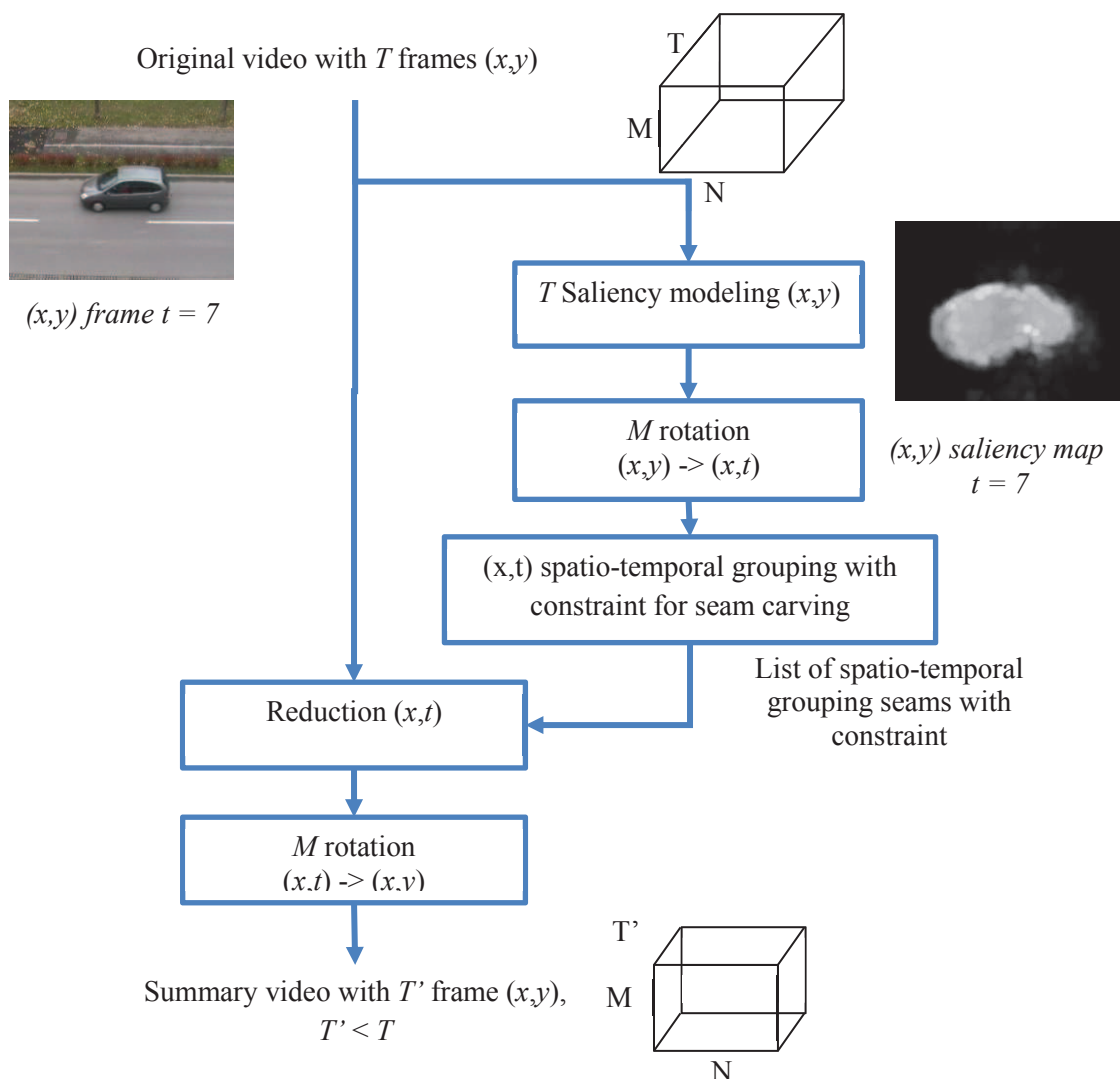 Original video with T frames (x,y)
T
M
N
(x,y) frame t = 7
T Saliency modeling (x,y)
(x,y) saliency map
t = 7
M rotation
(x,y) -> (x,t)
(x,t) spatio-temporal grouping with
constraint for seam carving
List of spatio-temporal
grouping seams with
constraint
Reduction (x,t)
M rotation
(x,t) -> (x,y)
Summary video with T’ frame (x,y),
T’ < T
T’
M
N